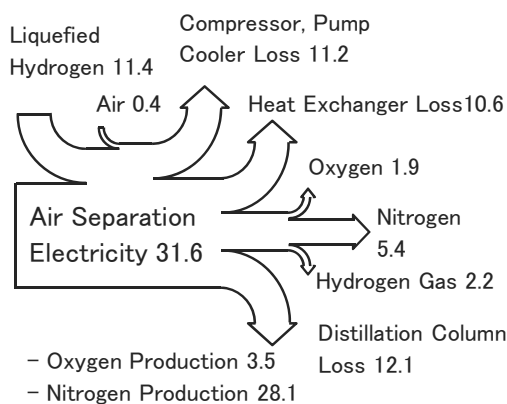 Liquefied
Hydrogen 11.4
Compressor, Pump
Cooler Loss 11.2
Air 0.4
Heat Exchanger Loss10.6
Oxygen 1.9
Air Separation
Electricity 31.6
Nitrogen
5.4
Hydrogen Gas 2.2
Distillation Column
Loss 12.1
- Oxygen Production 3.5
- Nitrogen Production 28.1